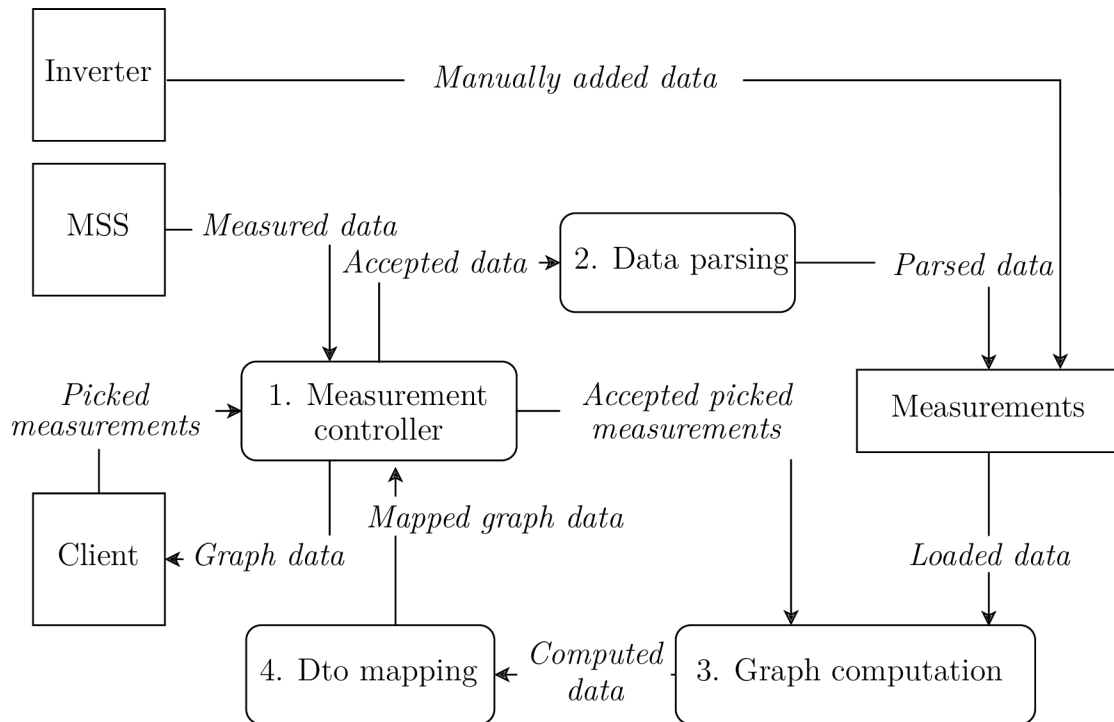 Inverter
Manually added data
MSS
Measured data
Accepted data
2. Data parsing
Parsed data
Picked
measurements
1. Measurement
controller
Accepted picked
measurements
Measurements
Mapped graph data
Client
Graph data
Loaded data
4. Dto mapping
Computed
data
3. Graph computation